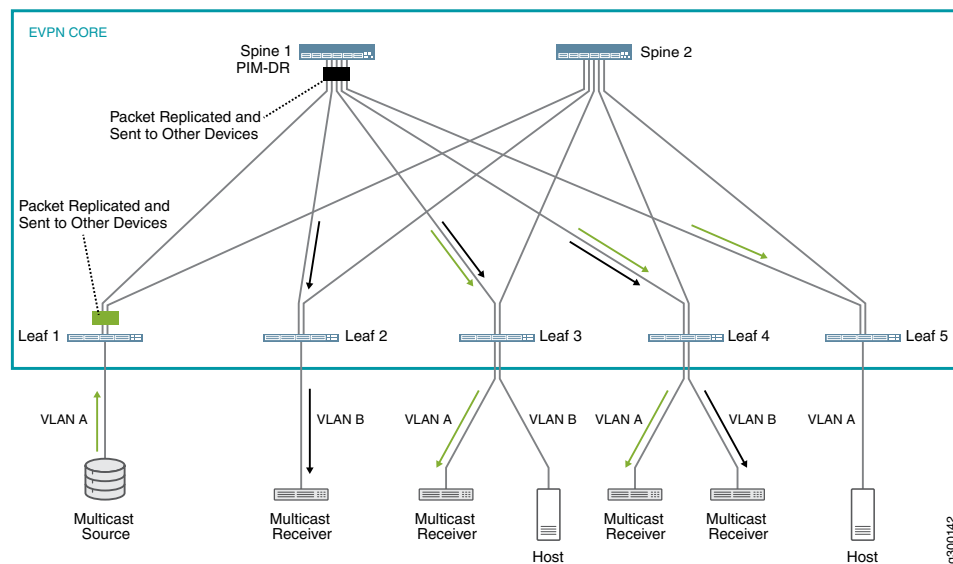 EVPN CORE
Spine 1
PIM-DR
Spine 2
Packet Replicated and
Sent to Other Devices
Packet Replicated and
Sent to Other Devices
Leaf 1
Leaf 2
Leaf 3
Leaf 4
Leaf 5
VLAN A
VLAN B
VLAN A
VLAN B
VLAN A
VLAN B
VLAN A
Multicast
Source
Multicast
Receiver
Multicast
Receiver
Host
Multicast
Receiver
Multicast
Receiver
Host
g300142